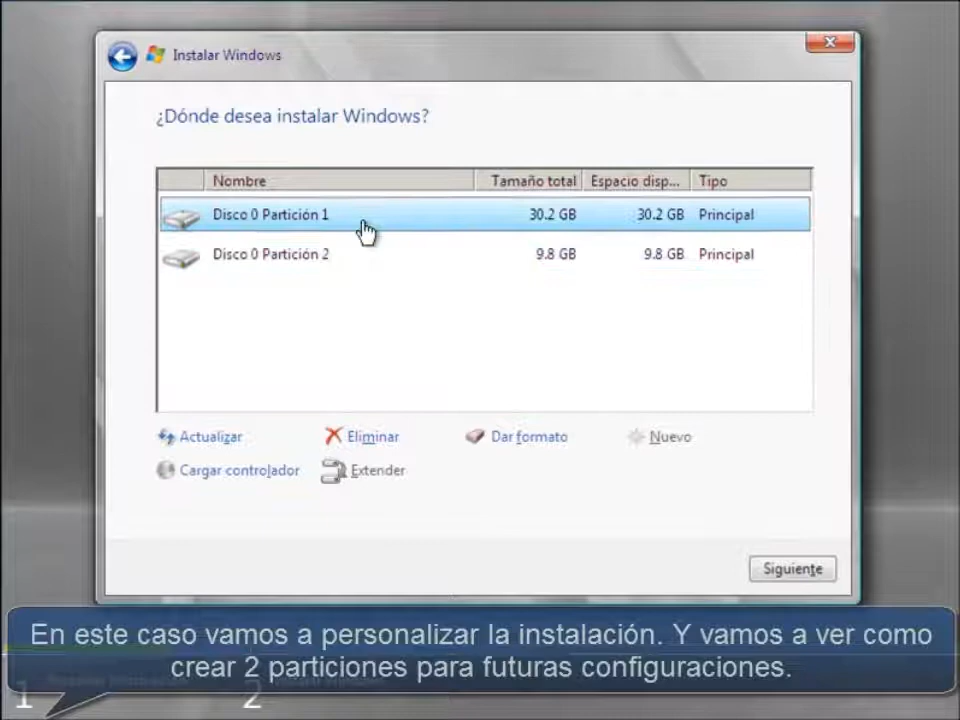 Instalar Windows
¿Dónde desea instalar Windows?
Nombre Tamaño total Espacio disp... Tipo
Disco 0 Partición 1 30.2 GB 30.2 GB Principal
Disco 0 Partición 2 9.8 GB 9.8 GB Principal
Actualizar Eliminar Dar formato Nuevo
Cargar controlador Extender
Siguiente
En este caso vamos a personalizar la instalación. Y vamos a ver como
crear 2 particiones para futuras configuraciones.
1 2